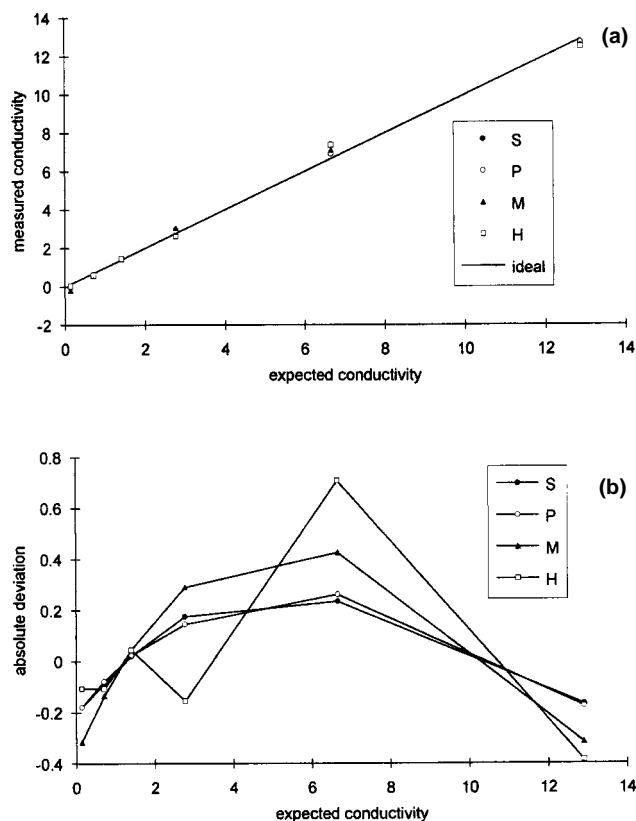 14
(a)
12
10
8
6
4
2
0
-2
measured conductivity
S
P
M
H
ideal
0 2 4 6 8 10 12 14
expected conductivity
0.8
(b)
0.6
0.4
0.2
0
-0.2
-0.4
absolute deviation
S
P
M
H
0 2 4 6 8 10 12 14
expected conductivity